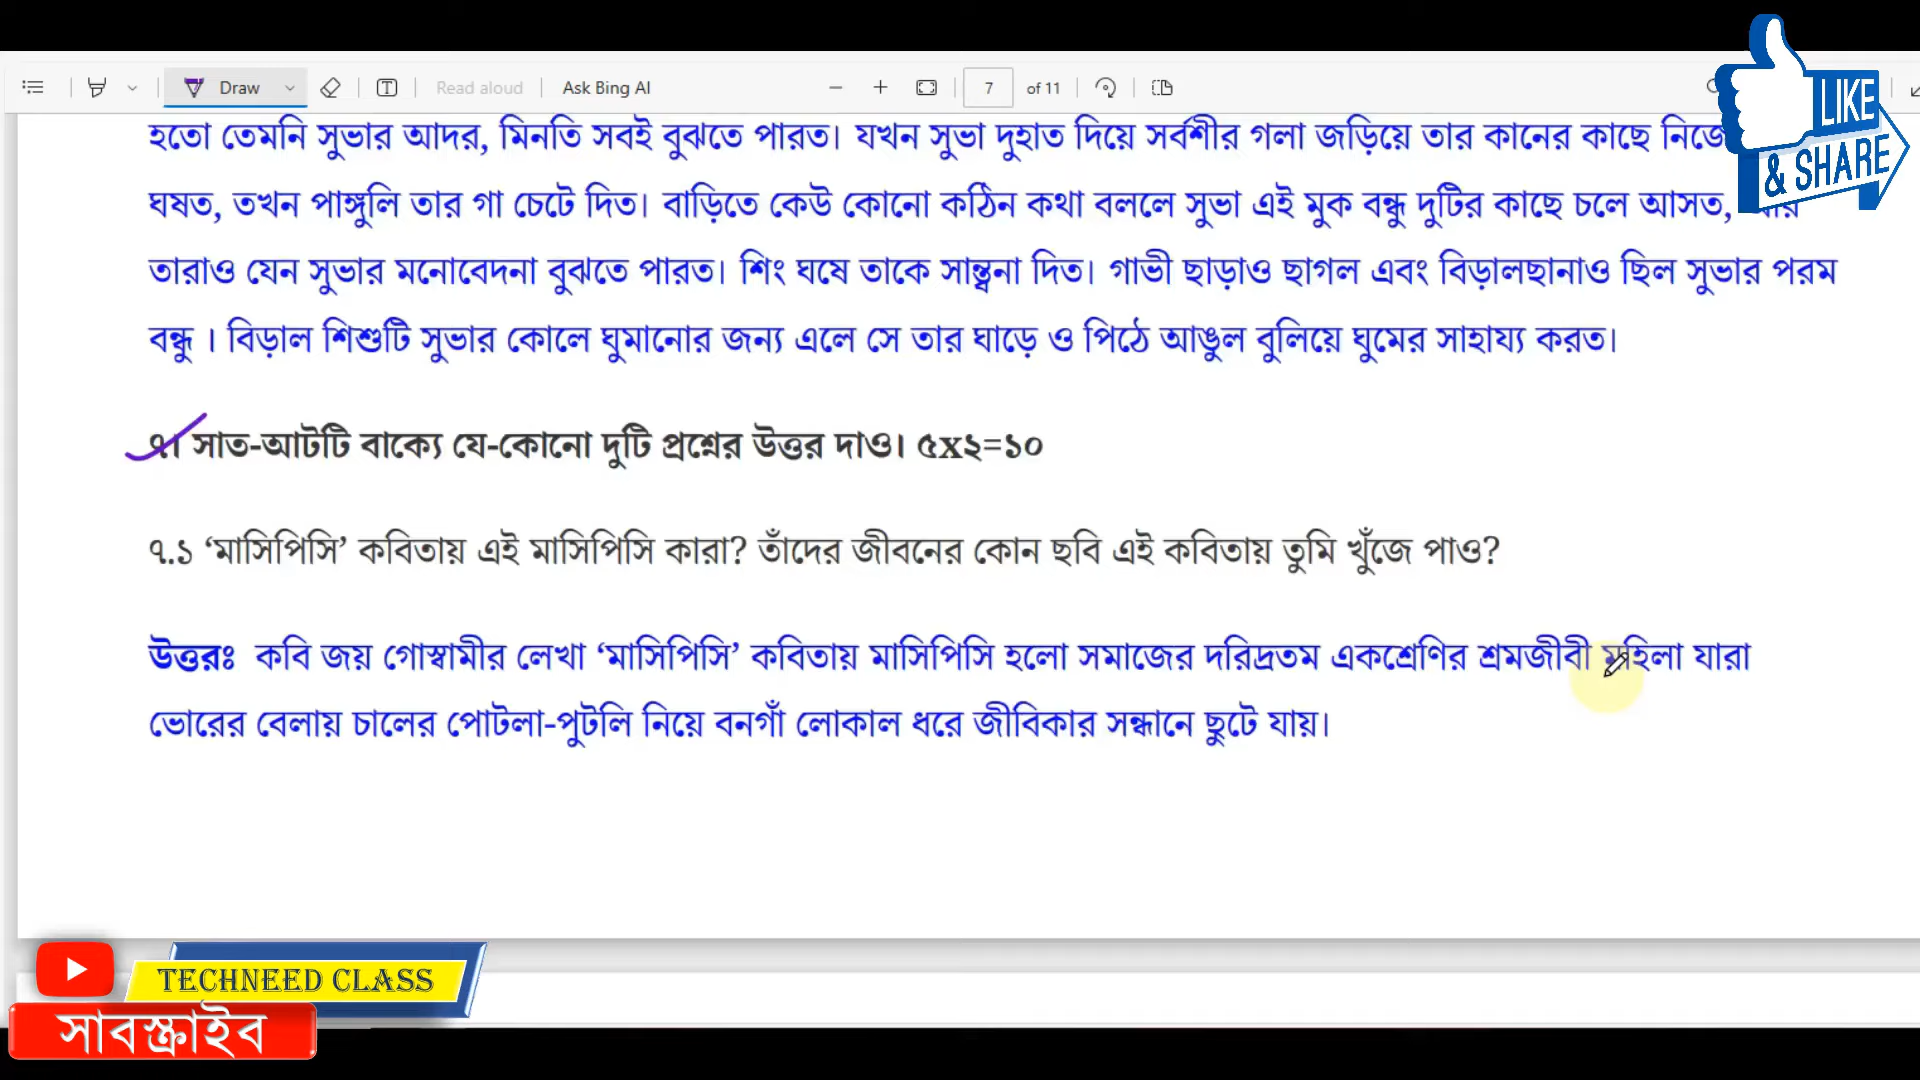 Draw
Read aloud
Ask Bing AI
7
of 11
LIKE
& SHARE
হতো তেমনি সুভার আদর, মিনতি সবই বুঝতে পারত। যখন সুভা দুহাত দিয়ে সর্বশীর গলা জড়িয়ে তার কানের কাছে
ঘষত, তখন পাঙ্গুলি তার গা চেটে দিত। বাড়িতে কেউ কোনো কঠিন কথা বললে সুভা এই মুক বন্ধু দুটির কাছে চলে আসত,
তারাও যেন সুভার মনোবেদনা বুঝতে পারত। শিং ঘষে তাকে সান্ত্বনা দিত। গাভী ছাড়াও ছাগল এবং বিড়ালছানাও ছিল সুভার পরম
বন্ধু । বিড়াল শিশুটি সুভার কোলে ঘুমানোর জন্য এলে সে তার ঘাড়ে ও পিঠে আঙুল বুলিয়ে ঘুমের সাহায্য করত।
৭। সাত-আটটি বাক্যে যে-কোনো দুটি প্রশ্নের উত্তর দাও। ৫x২=১০
৭.১ ‘মাসিপিসি’ কবিতায় এই মাসিপিসি কারা? তাঁদের জীবনের কোন ছবি এই কবিতায় তুমি খুঁজে পাও?
উত্তরঃ কবি জয় গোস্বামীর লেখা ‘মাসিপিসি’ কবিতায় মাসিপিসি হলো সমাজের দরিদ্রতম একশ্রেণির শ্রমজীবী মহিলা যারা
ভোরের বেলায় চালের পোটলা-পুটলি নিয়ে বনগাঁ লোকাল ধরে জীবিকার সন্ধানে ছুটে যায়।
TECHNEED CLASS
সাবস্ক্রাইব